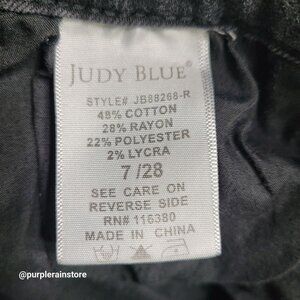 JUDY BLUE®
STYLE# JB88268-R
48% COTTON
28% RAYON
22% POLYESTER
2% LYCRA
7 /28
SEE CARE ON
REVERSE SIDE
RN# 116380
MADE IN CHINA
@purplerainstore